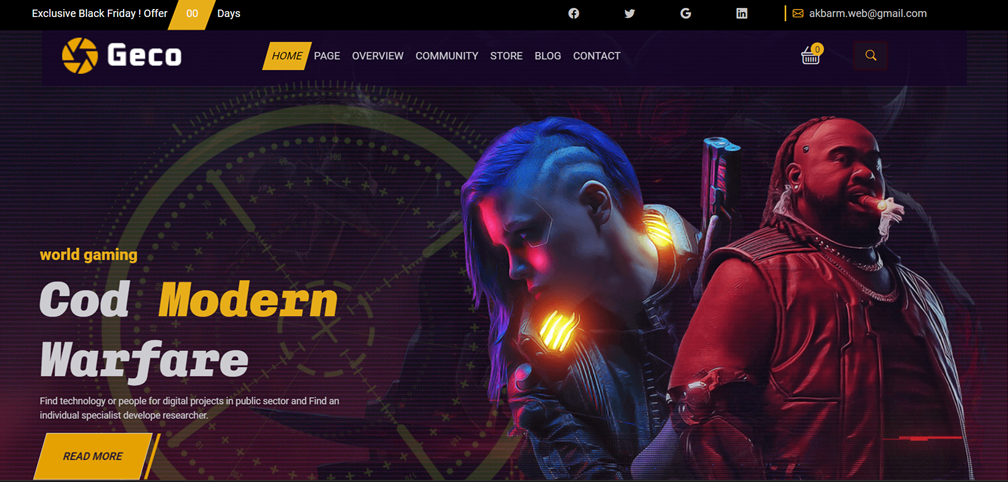 Exclusive Black Friday ! Offer 00 Days akbarm.web@gmail.com
Geco HOME PAGE OVERVIEW COMMUNITY STORE BLOG CONTACT 0
world gaming
Cod Modern
Warfare
Find technology or people for digital projects in public sector and Find an
individual specialist develope researcher.
READ MORE